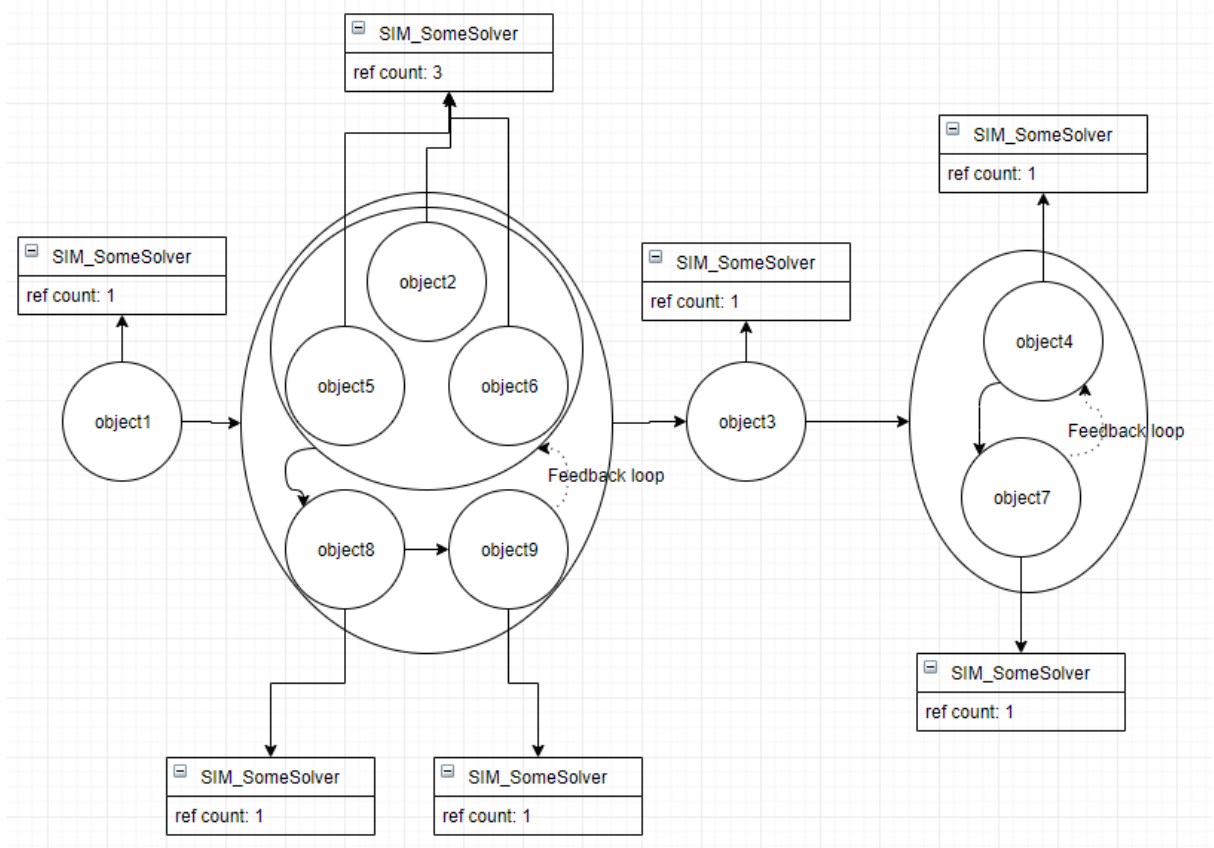 SIM_SomeSolver
ref count: 3
SIM_SomeSolver
ref count: 1
SIM_SomeSolver
ref count: 1
SIM_SomeSolver
ref count: 1
object2
object5
object6
object1
object3
object4
Feedback loop
object7
Feedback loop
object8
object9
SIM_SomeSolver
ref count: 1
SIM_SomeSolver
ref count: 1
SIM_SomeSolver
ref count: 1